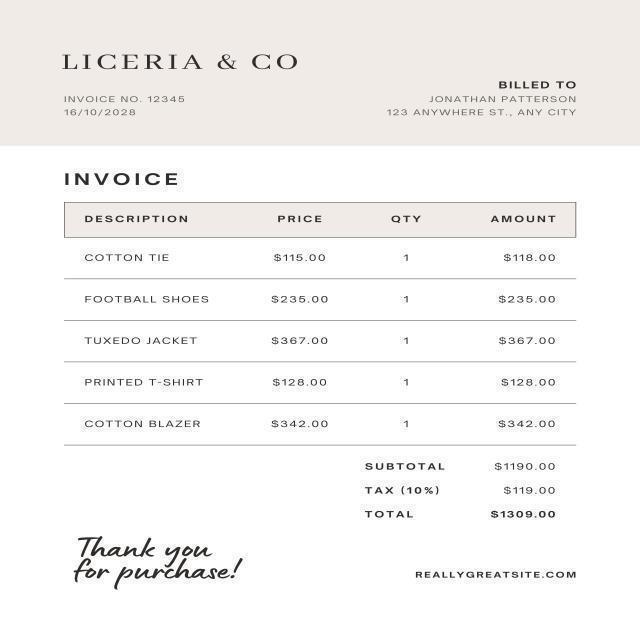 LICERIA & CO
INVOICE NO. 12345
16/10/2028
BILLED TO
JONATHAN PATTERSON
123 ANYWHERE ST., ANY CITY
INVOICE
DESCRIPTION PRICE QTY AMOUNT
COTTON TIE $115.00 1 $118.00
FOOTBALL SHOES $235.00 1 $235.00
TUXEDO JACKET $367.00 1 $367.00
PRINTED T-SHIRT $128.00 1 $128.00
COTTON BLAZER $342.00 1 $342.00
SUBTOTAL $1190.00
TAX (10%) $119.00
TOTAL $1309.00
Thank you
for purchase!
REALLYGREATSITE.COM